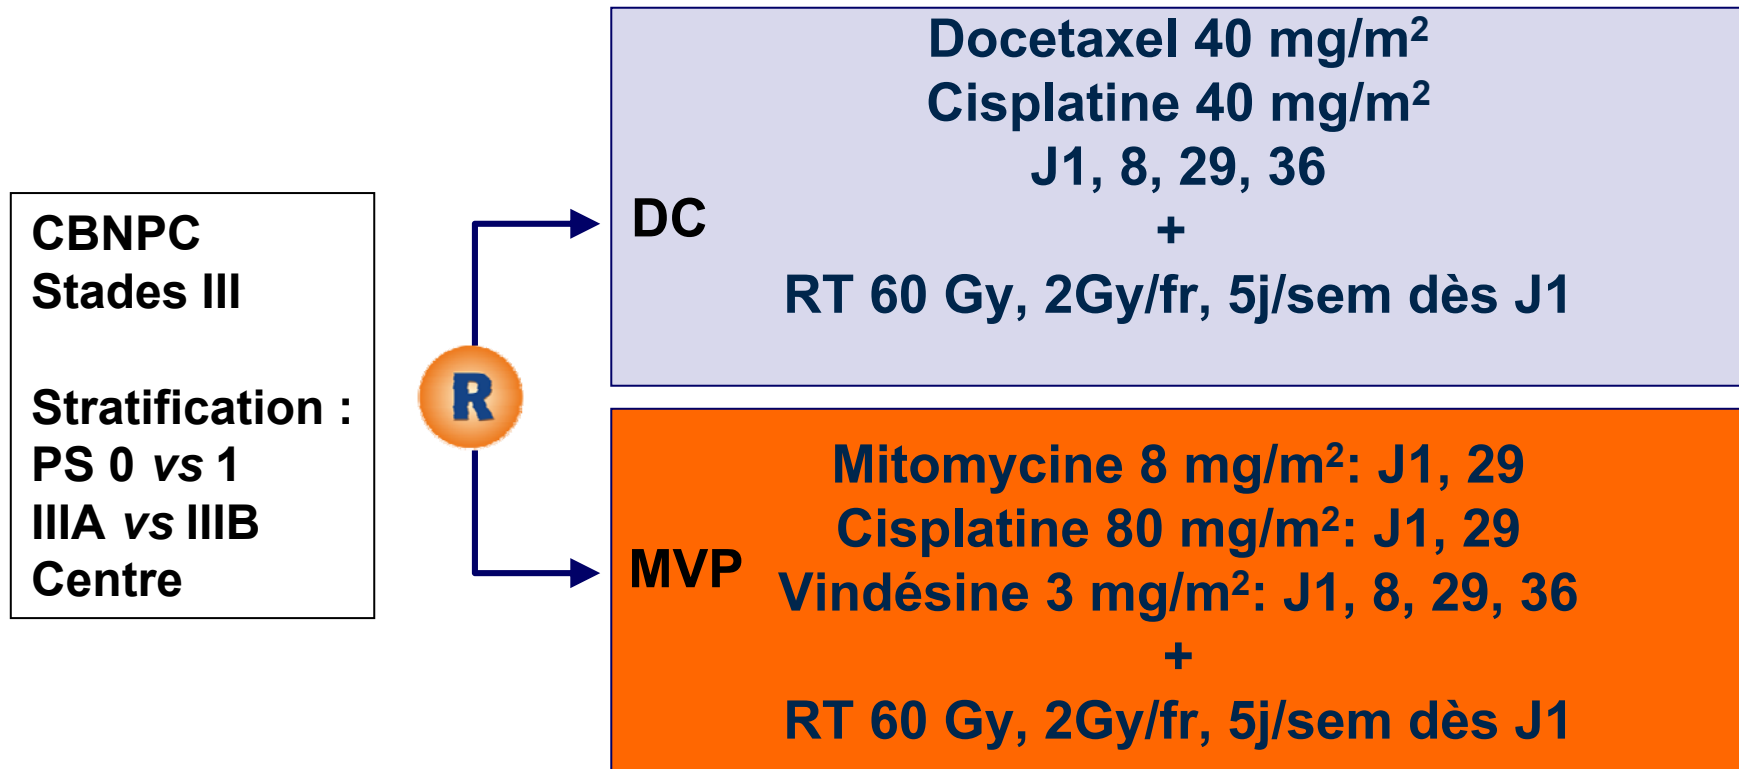 CBNPC
Stades III
Stratification :
PS 0 vs 1
IIIA vs IIIB
Centre
R
DC
Docetaxel 40 mg/m²
Cisplatine 40 mg/m²
J1, 8, 29, 36
+
RT 60 Gy, 2Gy/fr, 5j/sem dès J1
MVP
Mitomycine 8 mg/m²: J1, 29
Cisplatine 80 mg/m²: J1, 29
Vindésine 3 mg/m²: J1, 8, 29, 36
+
RT 60 Gy, 2Gy/fr, 5j/sem dès J1